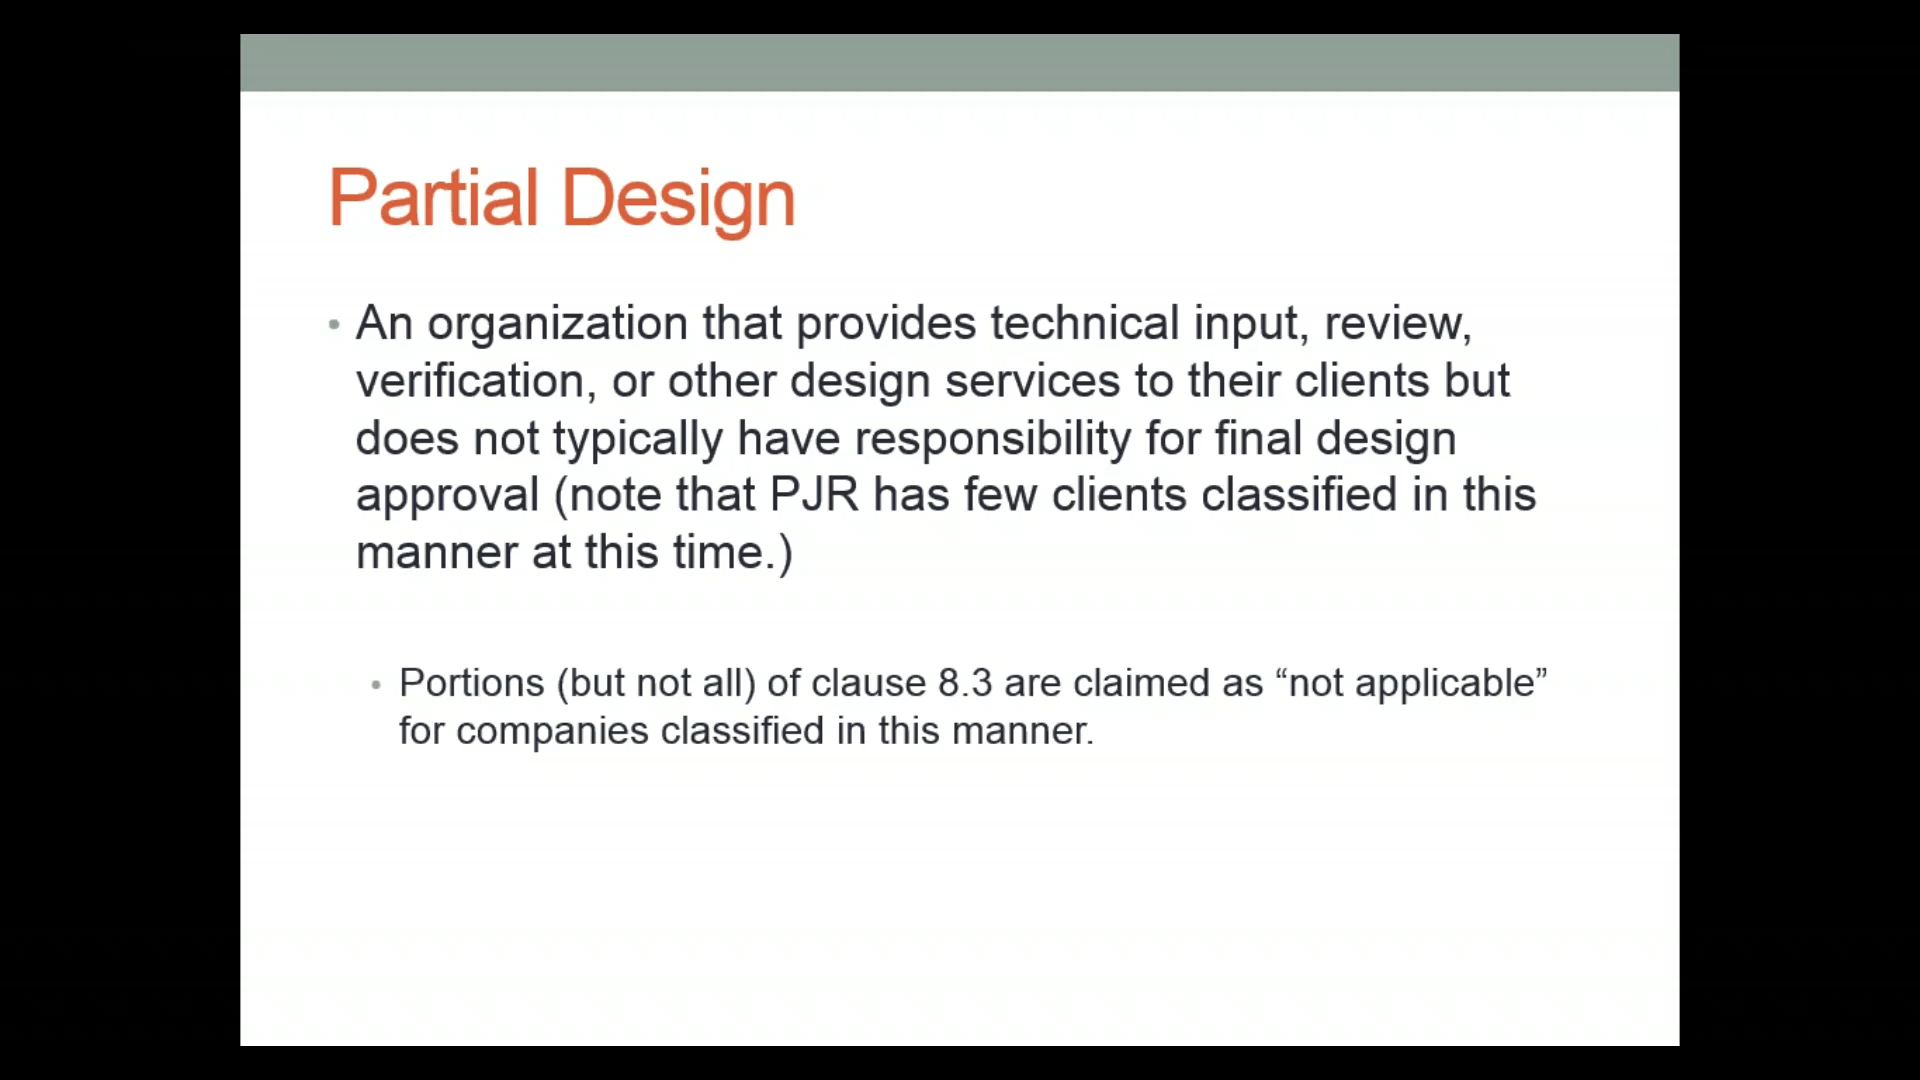 Partial Design
• An organization that provides technical input, review,
verification, or other design services to their clients but
does not typically have responsibility for final design
approval (note that PJR has few clients classified in this
manner at this time.)
• Portions (but not all) of clause 8.3 are claimed as “not applicable”
for companies classified in this manner.